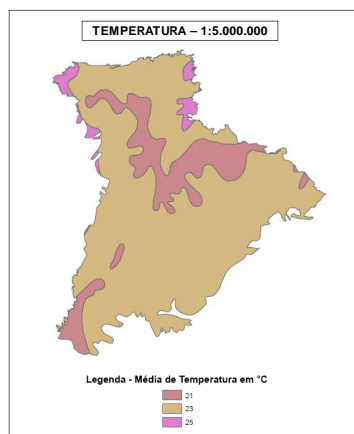 TEMPERATURA – 1:5.000.000
Legenda - Média de Temperatura em °C
21
23
25